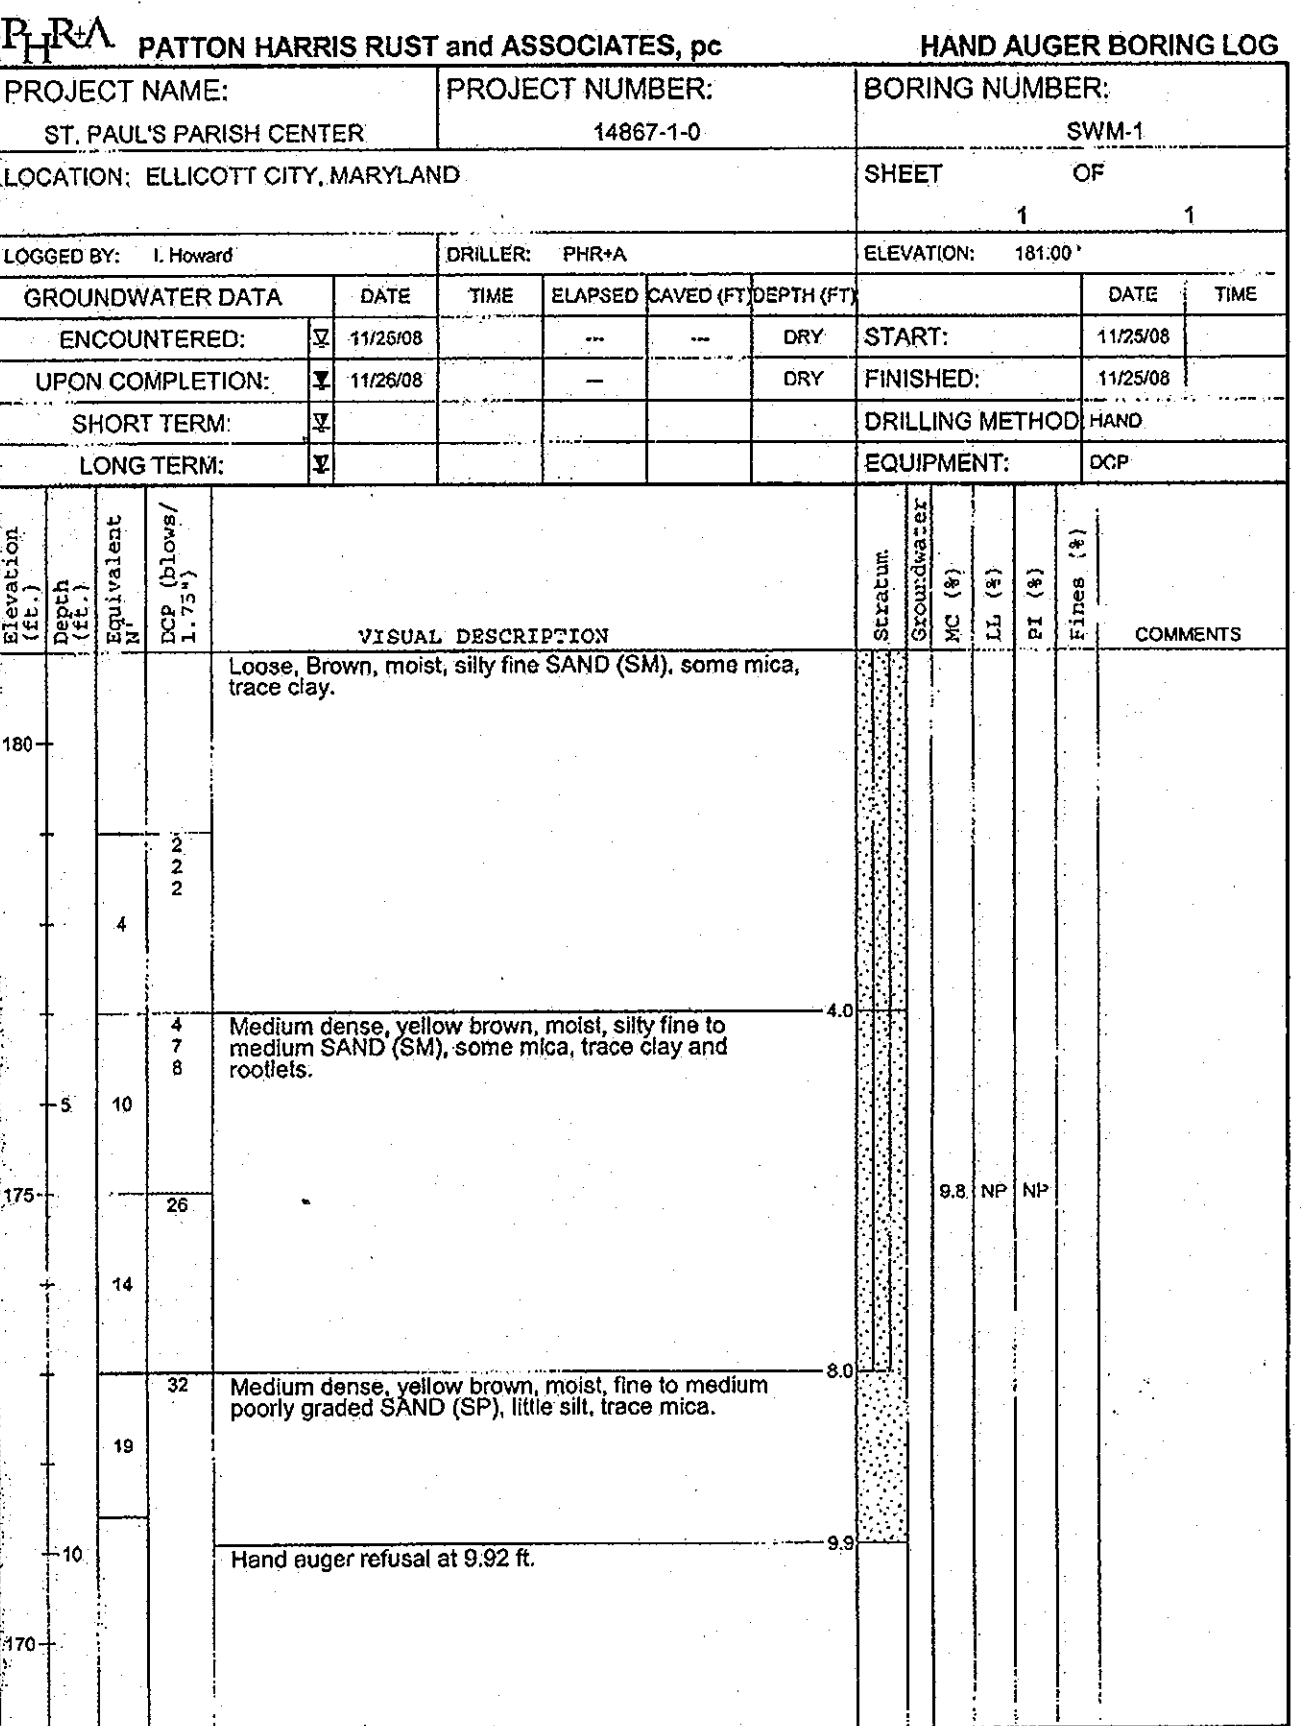 PHR+A PATTON HARRIS RUST and ASSOCIATES, pc HAND AUGER BORING LOG
PROJECT NAME: PROJECT NUMBER: BORING NUMBER:
ST. PAUL'S PARISH CENTER 14867-1-0 SWM-1
LOCATION: ELLICOTT CITY, MARYLAND SHEET OF
1 1
LOGGED BY: I. Howard DRILLER: PHR+A ELEVATION: 181.00'
GROUNDWATER DATA DATE TIME ELAPSED CAVED (FT) DEPTH (FT) DATE TIME
ENCOUNTERED: 11/25/08 --- --- DRY START: 11/25/08
UPON COMPLETION: 11/26/08 — DRY FINISHED: 11/25/08
SHORT TERM: DRILLING METHOD HAND
LONG TERM: EQUIPMENT: DCP
Elevation (ft.) Depth (ft.) Equivalent N' DCP (blows/ 1.75") VISUAL DESCRIPTION Stratum Groundwater MC (%) LL (%) PI (%) Fines (%) COMMENTS
Loose, Brown, moist, silty fine SAND (SM), some mica,
trace clay.
180
2
2
2
4
4.0
4 Medium dense, yellow brown, moist, silty fine to
7 medium SAND (SM), some mica, trace clay and
8 rootlets.
5 10
175 9.8 NP NP
26
14
8.0
32 Medium dense, yellow brown, moist, fine to medium
poorly graded SAND (SP), little silt, trace mica.
19
9.9
10 Hand auger refusal at 9.92 ft.
170